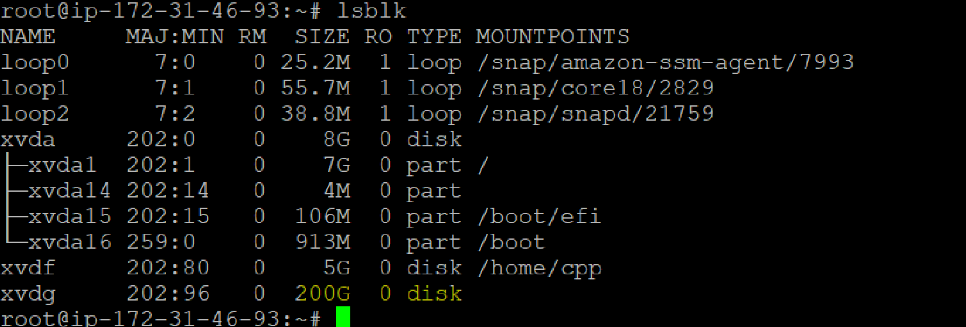 root@ip-172-31-46-93:~# lsblk
NAME     MAJ:MIN RM   SIZE RO TYPE MOUNTPOINTS
loop0      7:0    0  25.2M  1 loop /snap/amazon-ssm-agent/7993
loop1      7:1    0  55.7M  1 loop /snap/core18/2829
loop2      7:2    0  38.8M  1 loop /snap/snapd/21759
xvda     202:0    0     8G  0 disk
├─xvda1  202:1    0     7G  0 part /
├─xvda14 202:14   0     4M  0 part
├─xvda15 202:15   0   106M  0 part /boot/efi
└─xvda16 259:0    0   913M  0 part /boot
xvdf     202:80   0     5G  0 disk /home/cpp
xvdg     202:96   0   200G  0 disk
root@ip-172-31-46-93:~#